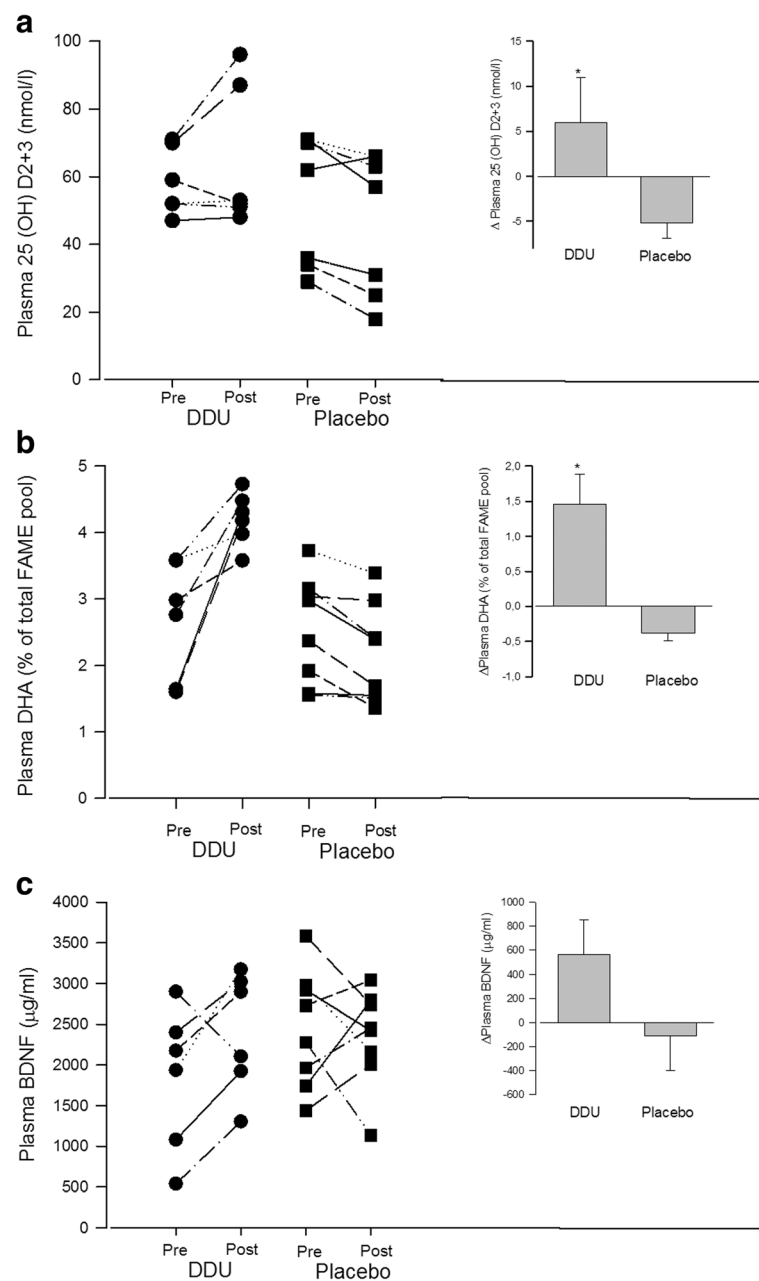 a
Plasma 25 (OH) D2+3 (nmol/l)
100
80
60
40
20
0
Pre
Post
Pre
Post
DDU
Placebo
Δ Plasma 25 (OH) D2+3 (nmol/l)
15
10
5
0
-5
*
DDU
Placebo
b
Plasma DHA (% of total FAME pool)
5
4
3
2
1
0
Pre
Post
Pre
Post
DDU
Placebo
ΔPlasma DHA (% of total FAME pool)
2,0
1,5
1,0
0,5
0,0
-0,5
-1,0
*
DDU
Placebo
c
Plasma BDNF (μg/ml)
4000
3500
3000
2500
2000
1500
1000
500
0
Pre
Post
Pre
Post
DDU
Placebo
ΔPlasma BDNF (μg/ml)
1000
800
600
400
200
0
-200
-400
-600
DDU
Placebo